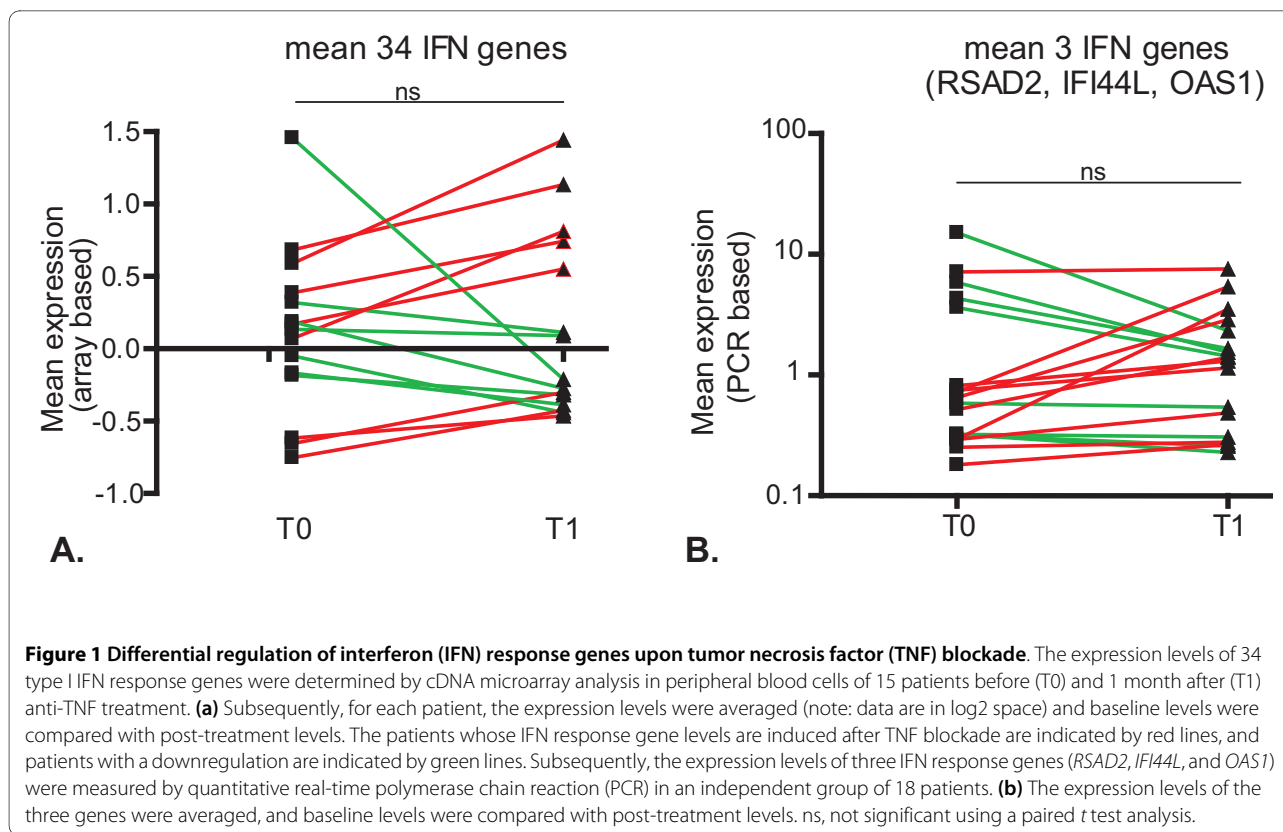 mean 34 IFN genes
ns
1.5
1.0
0.5
0.0
-0.5
-1.0
Mean expression
(array based)
T0
T1
A.
mean 3 IFN genes
(RSAD2, IFI44L, OAS1)
ns
100
10
1
0.1
Mean expression
(PCR based)
T0
T1
B.
Figure 1 Differential regulation of interferon (IFN) response genes upon tumor necrosis factor (TNF) blockade. The expression levels of 34
type I IFN response genes were determined by cDNA microarray analysis in peripheral blood cells of 15 patients before (T0) and 1 month after (T1)
anti-TNF treatment. (a) Subsequently, for each patient, the expression levels were averaged (note: data are in log2 space) and baseline levels were
compared with post-treatment levels. The patients whose IFN response gene levels are induced after TNF blockade are indicated by red lines, and
patients with a downregulation are indicated by green lines. Subsequently, the expression levels of three IFN response genes (RSAD2, IFI44L, and OAS1)
were measured by quantitative real-time polymerase chain reaction (PCR) in an independent group of 18 patients. (b) The expression levels of the
three genes were averaged, and baseline levels were compared with post-treatment levels. ns, not significant using a paired t test analysis.